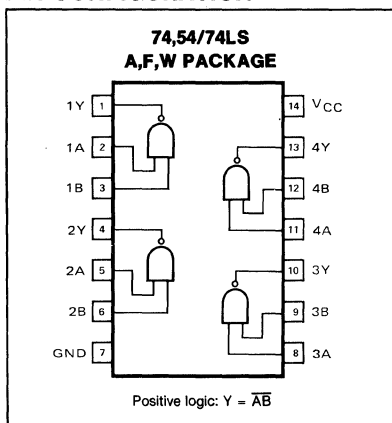 74,54/74LS
A,F,W PACKAGE
1Y 1
1A 2
1B 3
2Y 4
2A 5
2B 6
GND 7
14 VCC
13 4Y
12 4B
11 4A
10 3Y
9 3B
8 3A
Positive logic: Y = A̅B̅